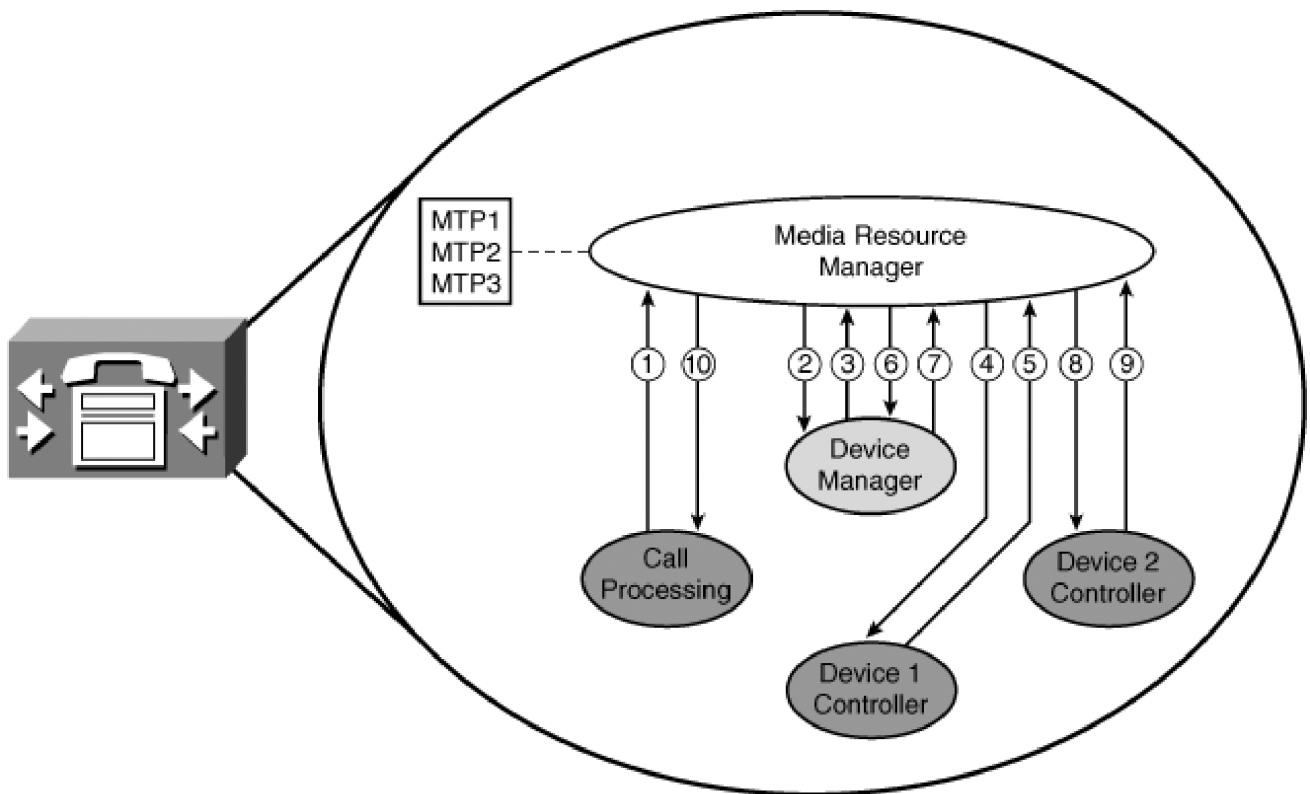 MTP1
MTP2
MTP3
Media Resource
Manager
1
10
2
3
6
7
4
5
8
9
Device
Manager
Call
Processing
Device 2
Controller
Device 1
Controller